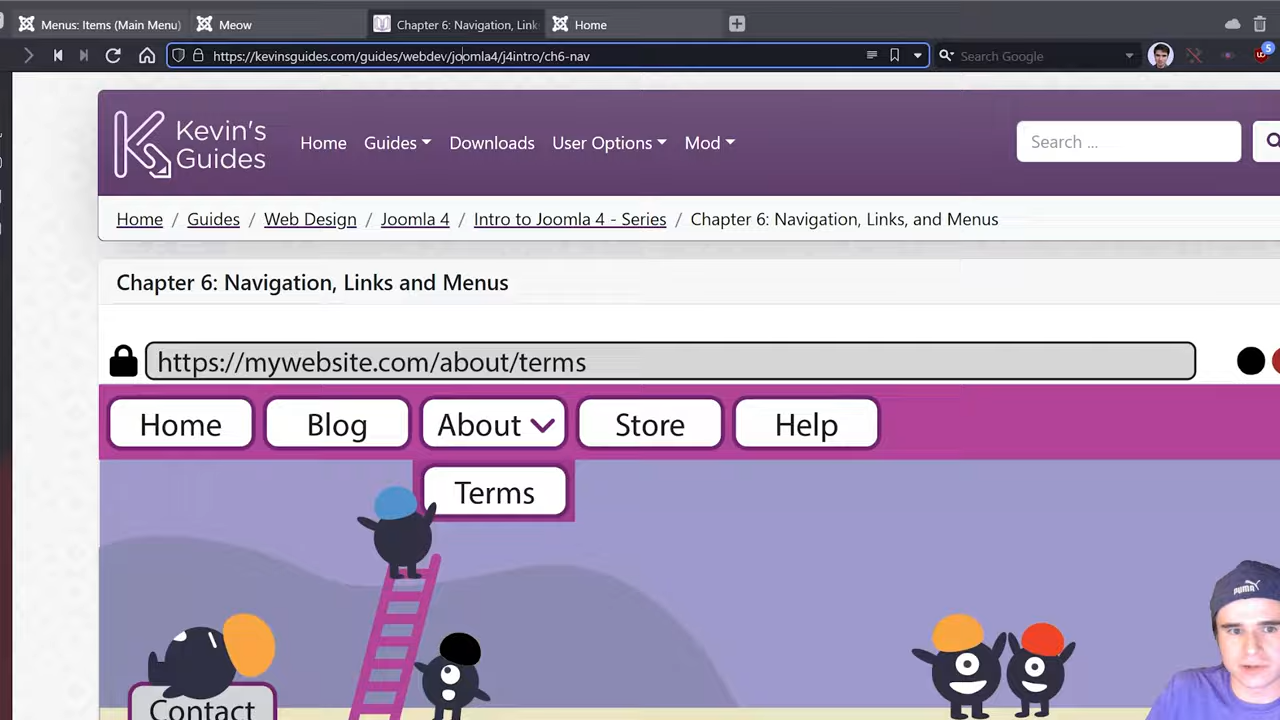 Menus: Items (Main Menu)
Meow
Chapter 6: Navigation, Link
Home
https://kevinsguides.com/guides/webdev/joomla4/j4intro/ch6-nav
Search Google
5
Kevin's
Guides
Home
Guides
Downloads
User Options
Mod
Search ...
Home / Guides / Web Design / Joomla 4 / Intro to Joomla 4 - Series / Chapter 6: Navigation, Links, and Menus
Chapter 6: Navigation, Links and Menus
https://mywebsite.com/about/terms
Home
Blog
About
Store
Help
Terms
Contact
PUMA